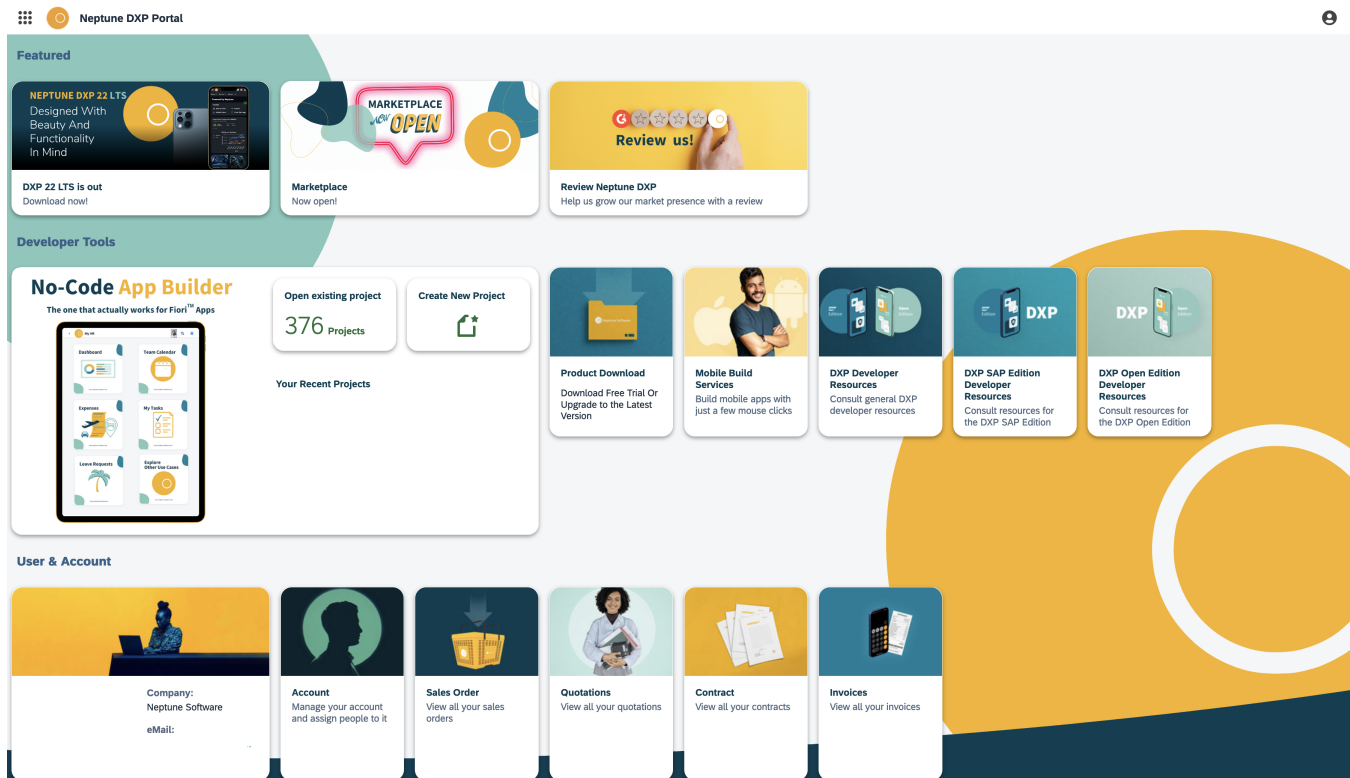 Neptune DXP Portal
Featured
NEPTUNE DXP 22 LTS
Designed With
Beauty And
Functionality
In Mind
DXP 22 LTS is out
Download now!
MARKETPLACE
NOW
OPEN
Marketplace
Now open!
Review us!
Review Neptune DXP
Help us grow our market presence with a review
Developer Tools
No-Code App Builder
The one that actually works for Fiori™ Apps
My HR
Dashboard
Team Calendar
Expenses
My Tasks
Leave Requests
Explore
Other Use Cases
Open existing project
376 Projects
Create New Project
Your Recent Projects
Product Download
Download Free Trial Or
Upgrade to the Latest
Version
Mobile Build
Services
Build mobile apps with
just a few mouse clicks
Edition
Open
Edition
DXP Developer
Resources
Consult general DXP
developer resources
Edition
DXP
DXP SAP Edition
Developer
Resources
Consult resources for
the DXP SAP Edition
DXP
Open
Edition
DXP Open Edition
Developer
Resources
Consult resources for
the DXP Open Edition
User & Account
Company:
Neptune Software
eMail:
Account
Manage your account
and assign people to it
Sales Order
View all your sales
orders
Quotations
View all your quotations
Contract
View all your contracts
Invoices
View all your invoices